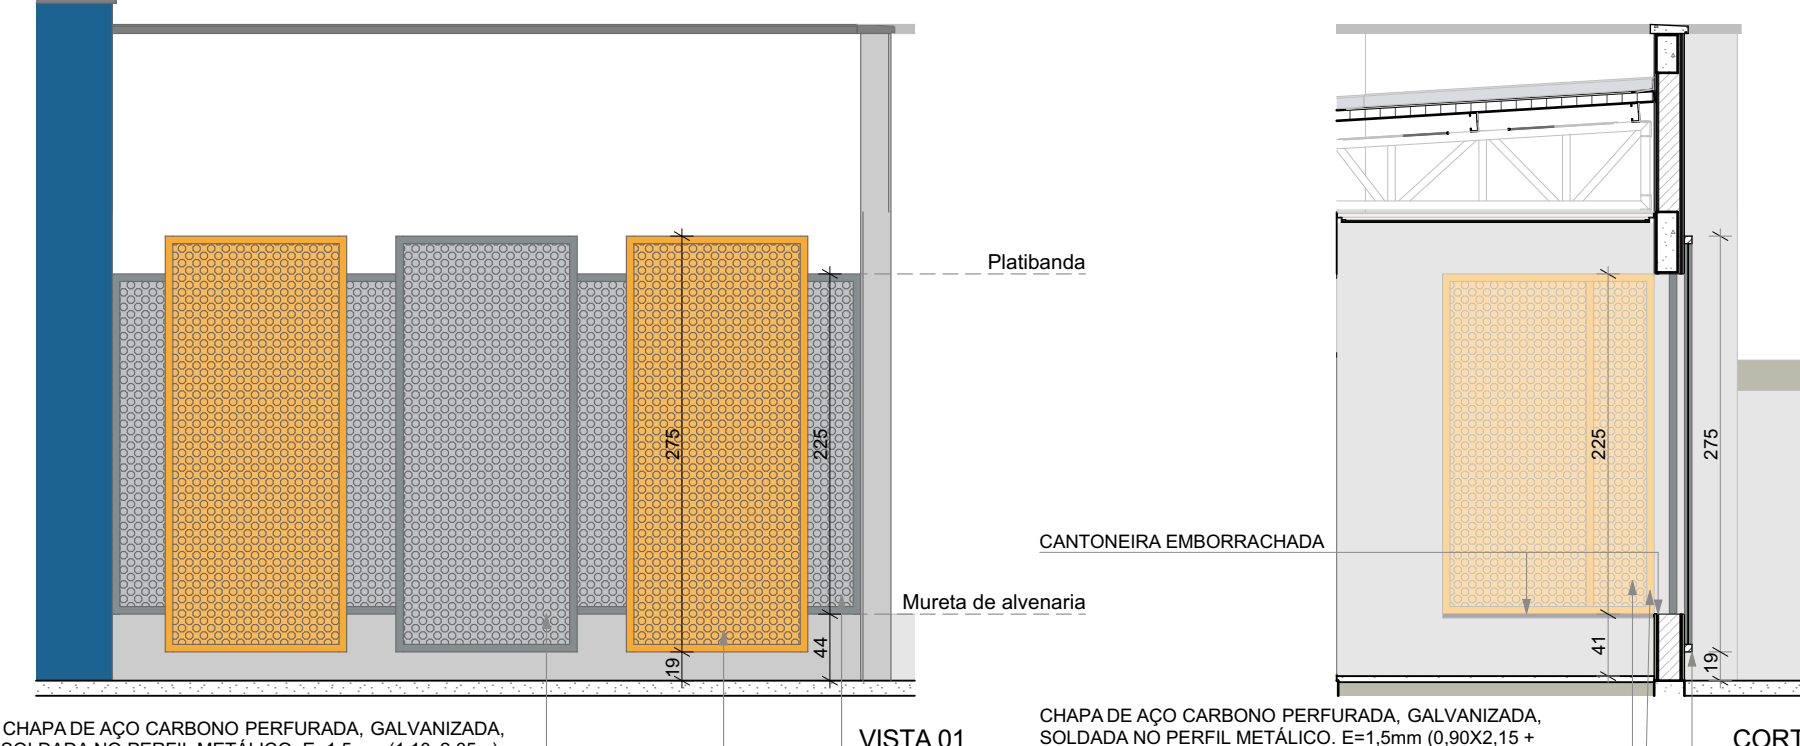 Platibanda
275
225
Mureta de alvenaria
44
19
CHAPA DE AÇO CARBONO PERFURADA, GALVANIZADA,
VISTA 01
225
275
CANTONEIRA EMBORRACHADA
41
19
CHAPA DE AÇO CARBONO PERFURADA, GALVANIZADA,
SOLDADA NO PERFIL METÁLICO. E=1,5mm (0,90X2,15 +
CORT